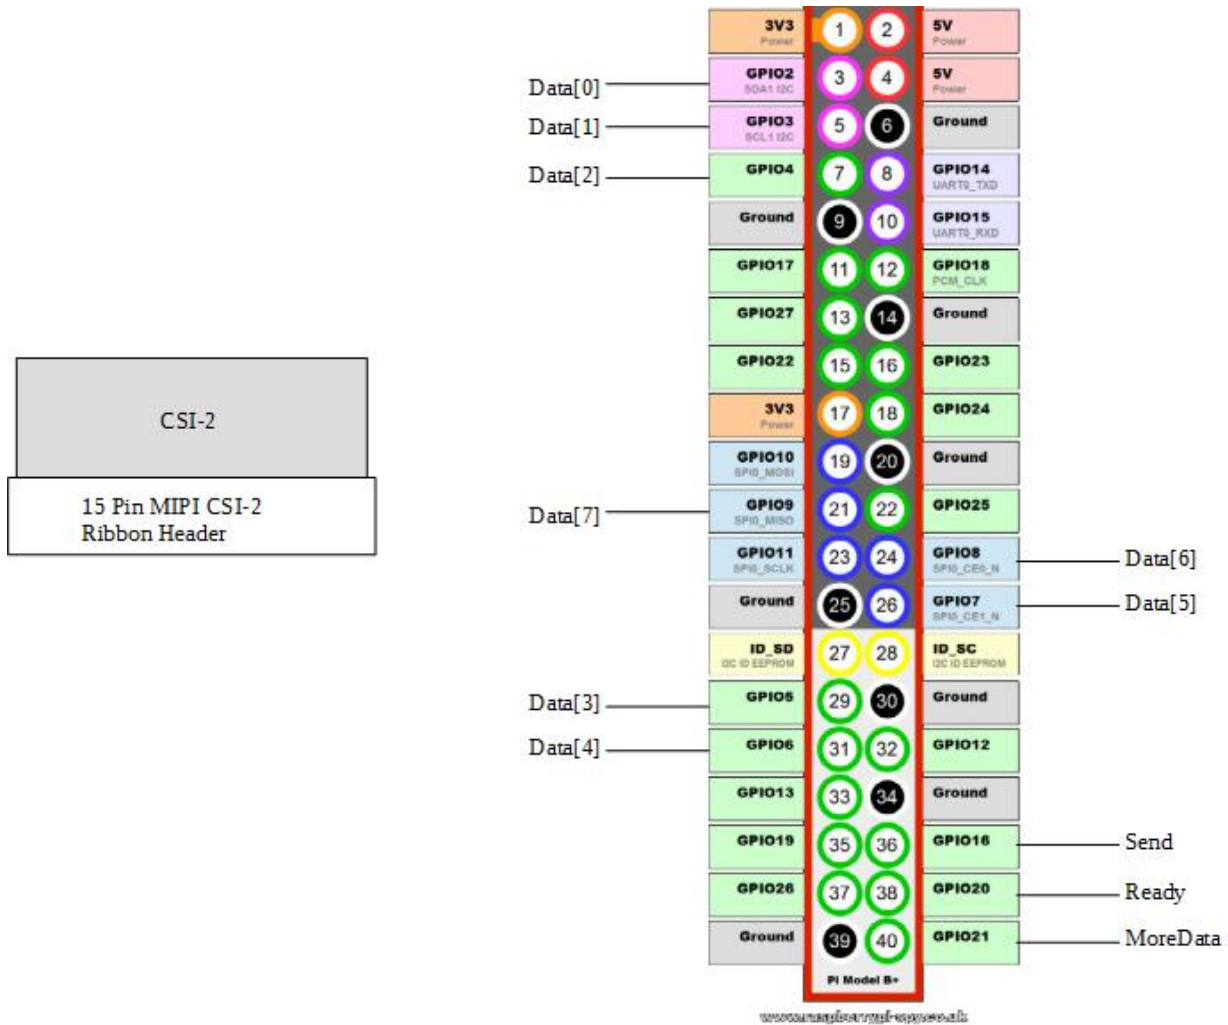 3V3
Power
1
2
5V
Power
Data[0]
GPIO2
SDA1 I2C
3
4
5V
Power
Data[1]
GPIO3
SCL1 I2C
5
6
Ground
Data[2]
GPIO4
7
8
GPIO14
UART0_TXD
Ground
9
10
GPIO15
UART0_RXD
GPIO17
11
12
GPIO18
PCM_CLK
GPIO27
13
14
Ground
GPIO22
15
16
GPIO23
3V3
Power
17
18
GPIO24
GPIO10
SPI0_MOSI
19
20
Ground
Data[7]
GPIO9
SPI0_MISO
21
22
GPIO25
GPIO11
SPI0_SCLK
23
24
GPIO8
SPI0_CE0_N
Data[6]
Ground
25
26
GPIO7
SPI0_CE1_N
Data[5]
ID_SD
I2C ID EEPROM
27
28
ID_SC
I2C ID EEPROM
Data[3]
GPIO5
29
30
Ground
Data[4]
GPIO6
31
32
GPIO12
GPIO13
33
34
Ground
GPIO19
35
36
GPIO16
Send
GPIO26
37
38
GPIO20
Ready
Ground
39
40
GPIO21
MoreData
Pi Model B+
www.raspberrypi-spy.co.uk
CSI-2
15 Pin MIPI CSI-2
Ribbon Header